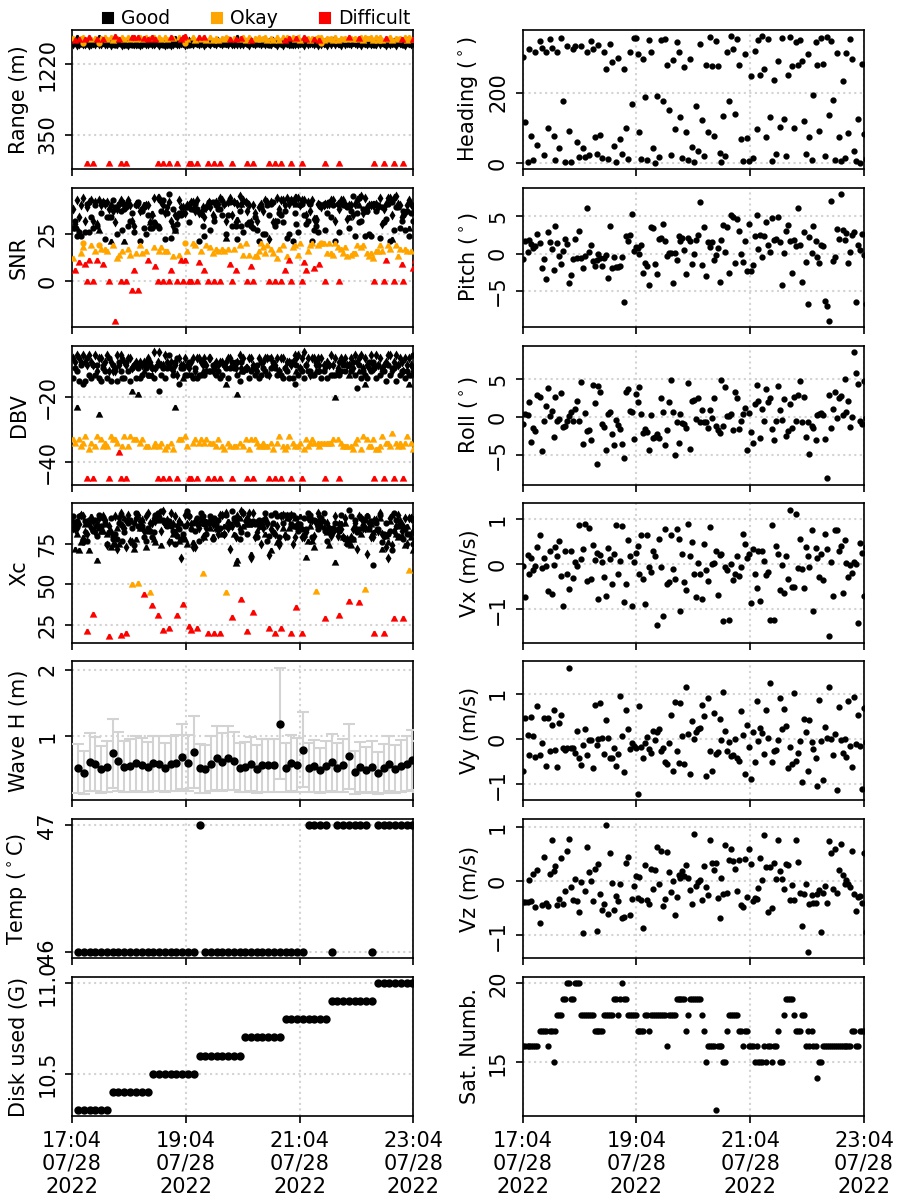 Good Okay Difficult
Range (m)
1220
350
Heading (°)
200
0
SNR
25
0
Pitch (°)
5
0
−5
DBV
−20
−40
Roll (°)
5
0
−5
Xc
75
50
25
Vx (m/s)
1
0
−1
Wave H (m)
2
1
Vy (m/s)
1
0
−1
Temp (°C)
47
46
Vz (m/s)
1
0
−1
Disk used (G)
11.0
10.5
Sat. Numb.
20
15
17:04 19:04 21:04 23:04
07/28 07/28 07/28 07/28
2022 2022 2022 2022
17:04 19:04 21:04 23:04
07/28 07/28 07/28 07/28
2022 2022 2022 2022